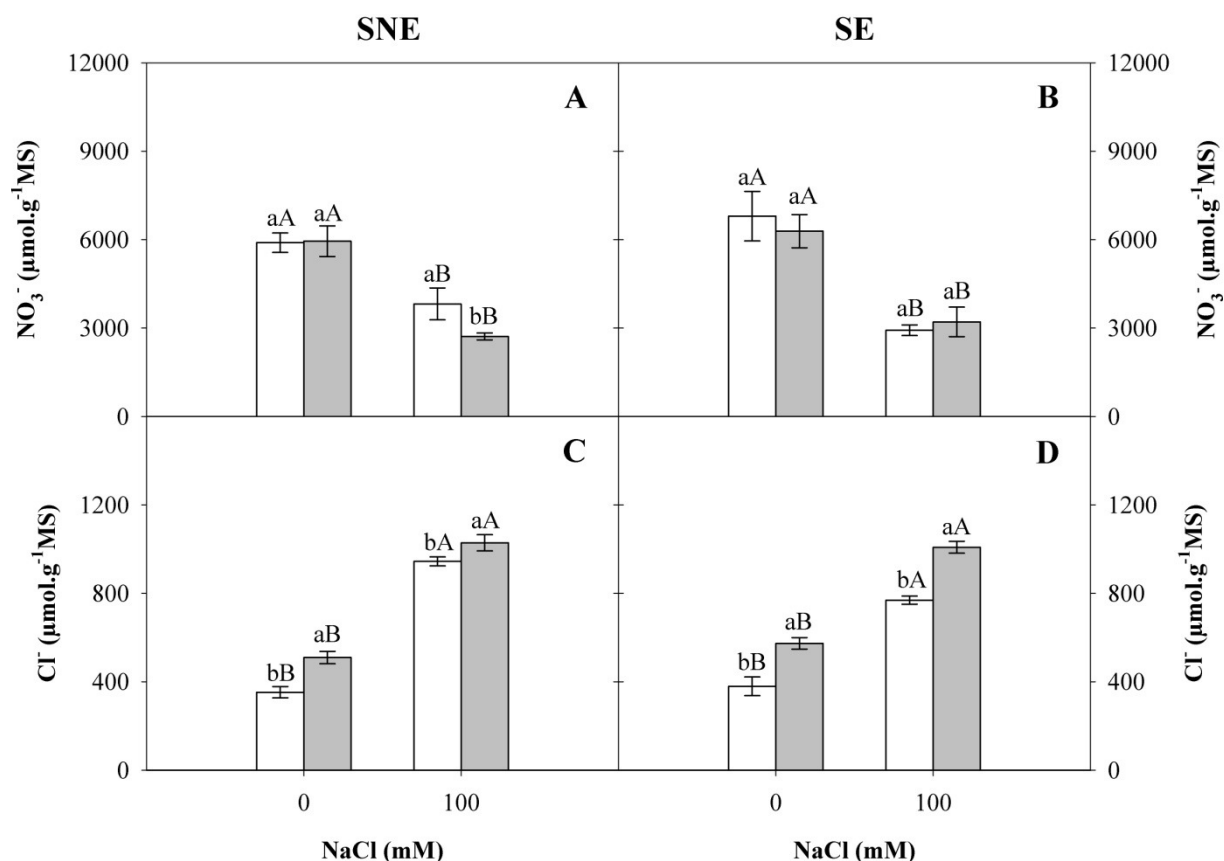 SNE SE
12000 A B 12000
9000 9000
NO₃⁻ (µmol.g⁻¹MS) NO₃⁻ (µmol.g⁻¹MS)
aA aA aA aA
6000 6000
aB bB aB aB
3000 3000
0 0
C D
1200 1200
Cl⁻ (µmol.g⁻¹MS) Cl⁻ (µmol.g⁻¹MS)
bA aA bA aA
800 800
bB aB bB aB
400 400
0 0
0 100 0 100
NaCl (mM) NaCl (mM)